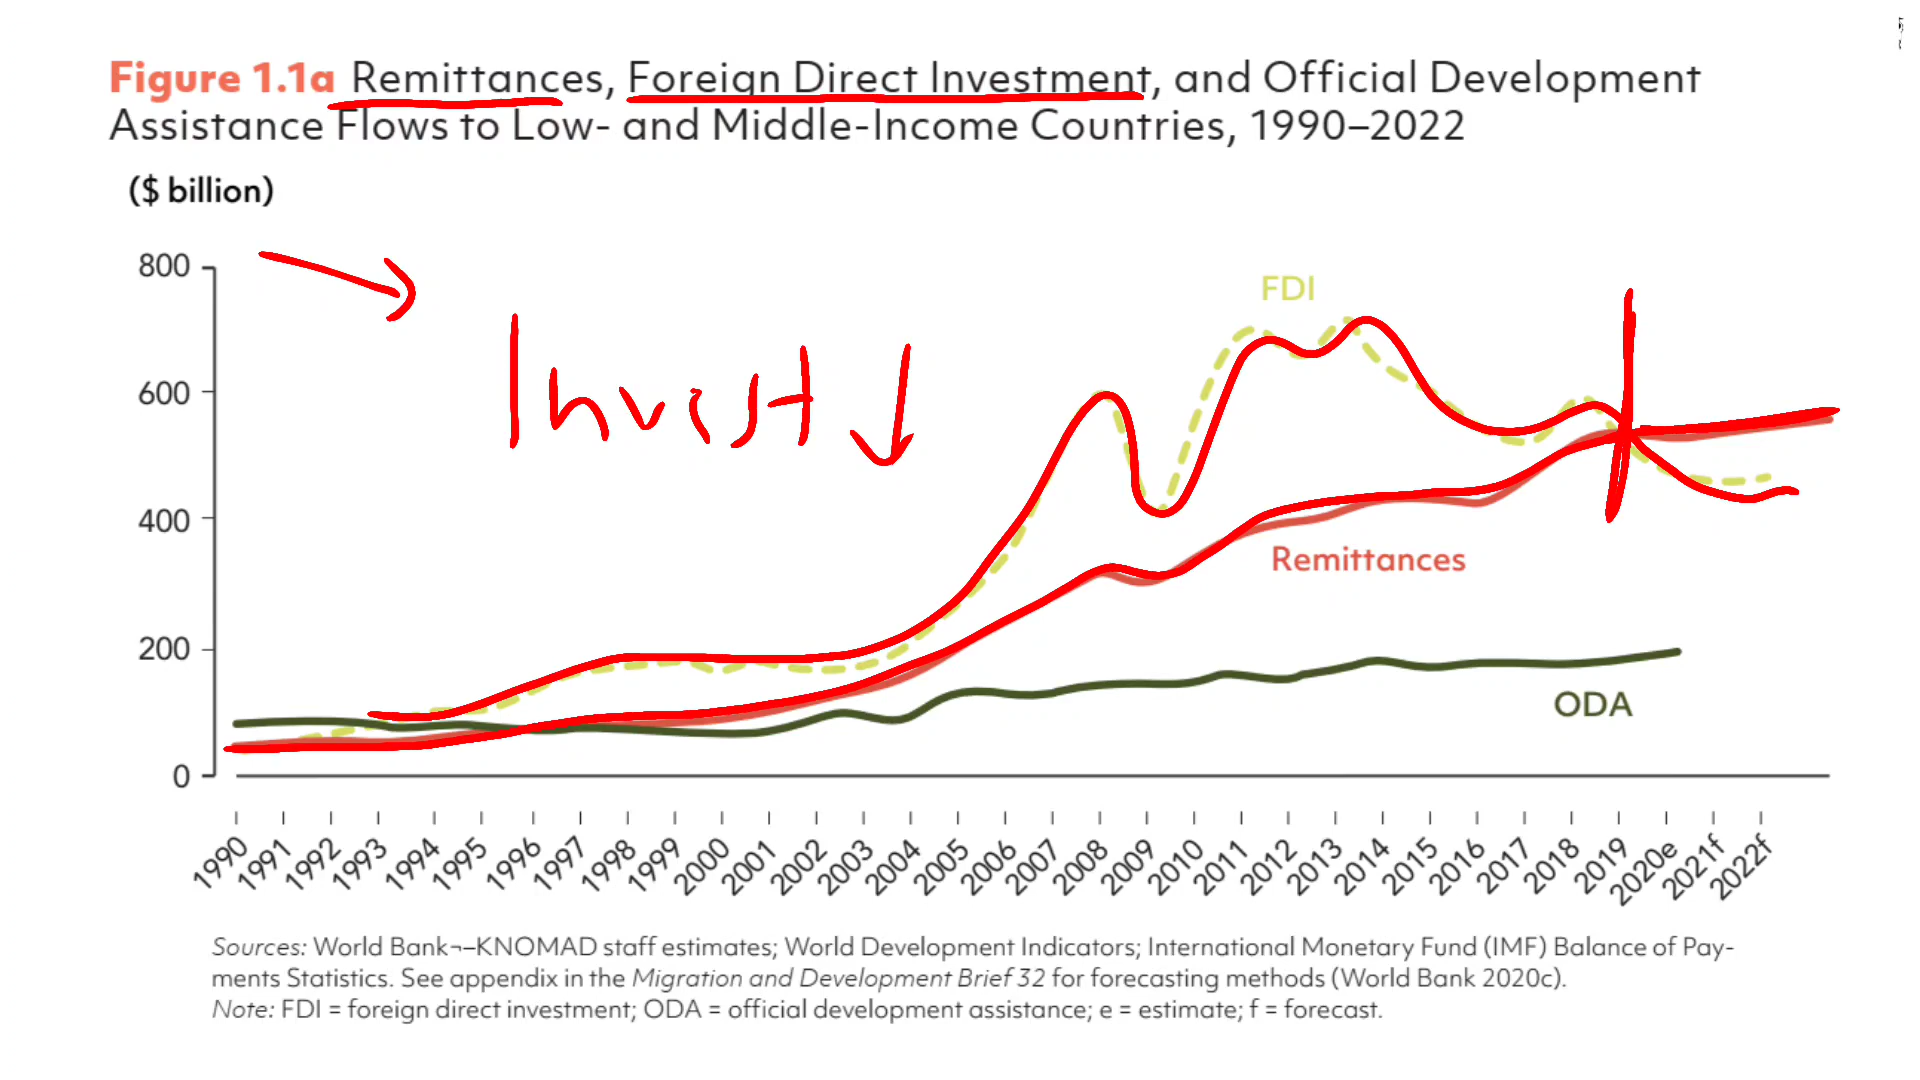 Figure 1.1a Remittances, Foreign Direct Investment, and Official Development
Assistance Flows to Low- and Middle-Income Countries, 1990–2022
($ billion)
800
600
400
200
0
FDI
Remittances
ODA
1990
1991
1992
1993
1994
1995
1996
1997
1998
1999
2000
2001
2002
2003
2004
2005
2006
2007
2008
2009
2010
2011
2012
2013
2014
2015
2016
2017
2018
2019
2020e
2021f
2022f
Sources: World Bank¬–KNOMAD staff estimates; World Development Indicators; International Monetary Fund (IMF) Balance of Pay-
ments Statistics. See appendix in the Migration and Development Brief 32 for forecasting methods (World Bank 2020c).
Note: FDI = foreign direct investment; ODA = official development assistance; e = estimate; f = forecast.